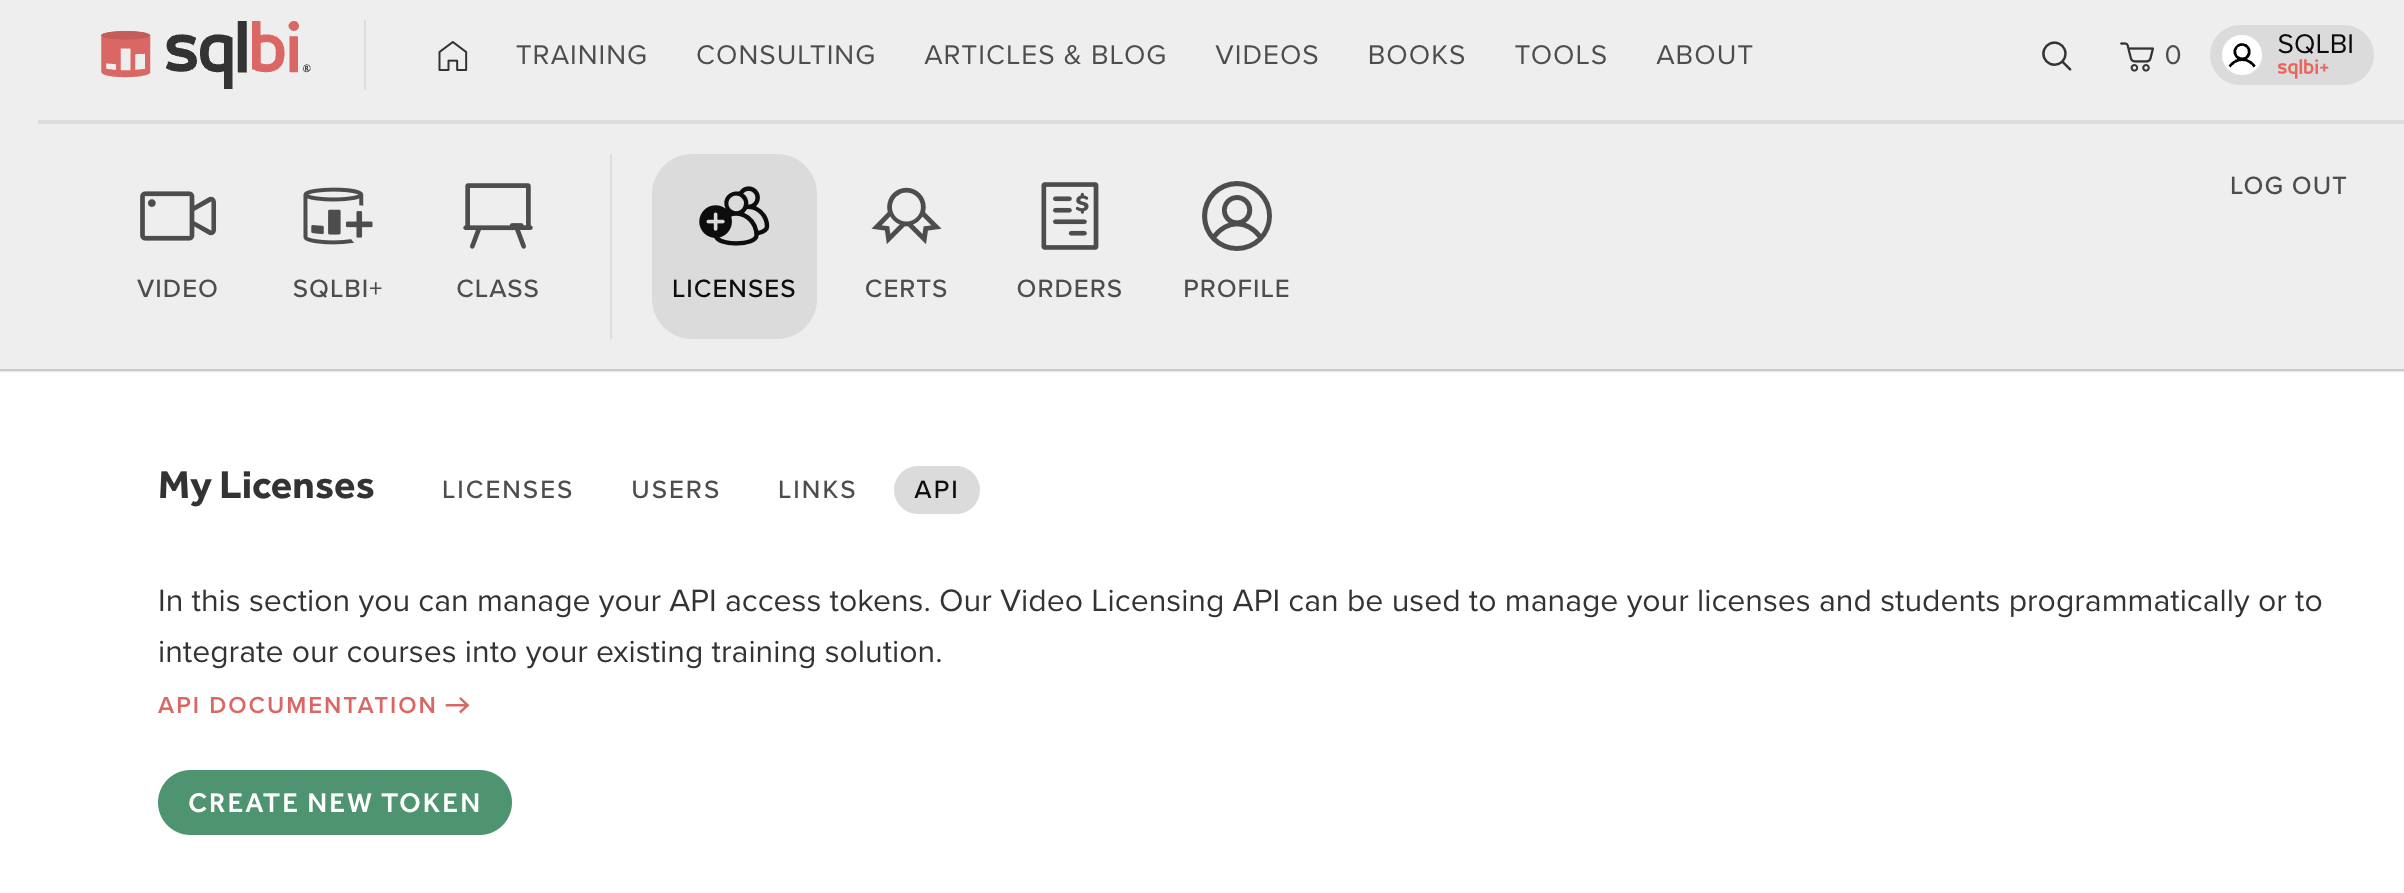 sqlbi®
TRAINING
CONSULTING
ARTICLES & BLOG
VIDEOS
BOOKS
TOOLS
ABOUT
0
SQLBI
sqlbi+
VIDEO
SQLBI+
CLASS
LICENSES
CERTS
ORDERS
PROFILE
LOG OUT
My Licenses
LICENSES
USERS
LINKS
API
In this section you can manage your API access tokens. Our Video Licensing API can be used to manage your licenses and students programmatically or to
integrate our courses into your existing training solution.
API DOCUMENTATION →
CREATE NEW TOKEN